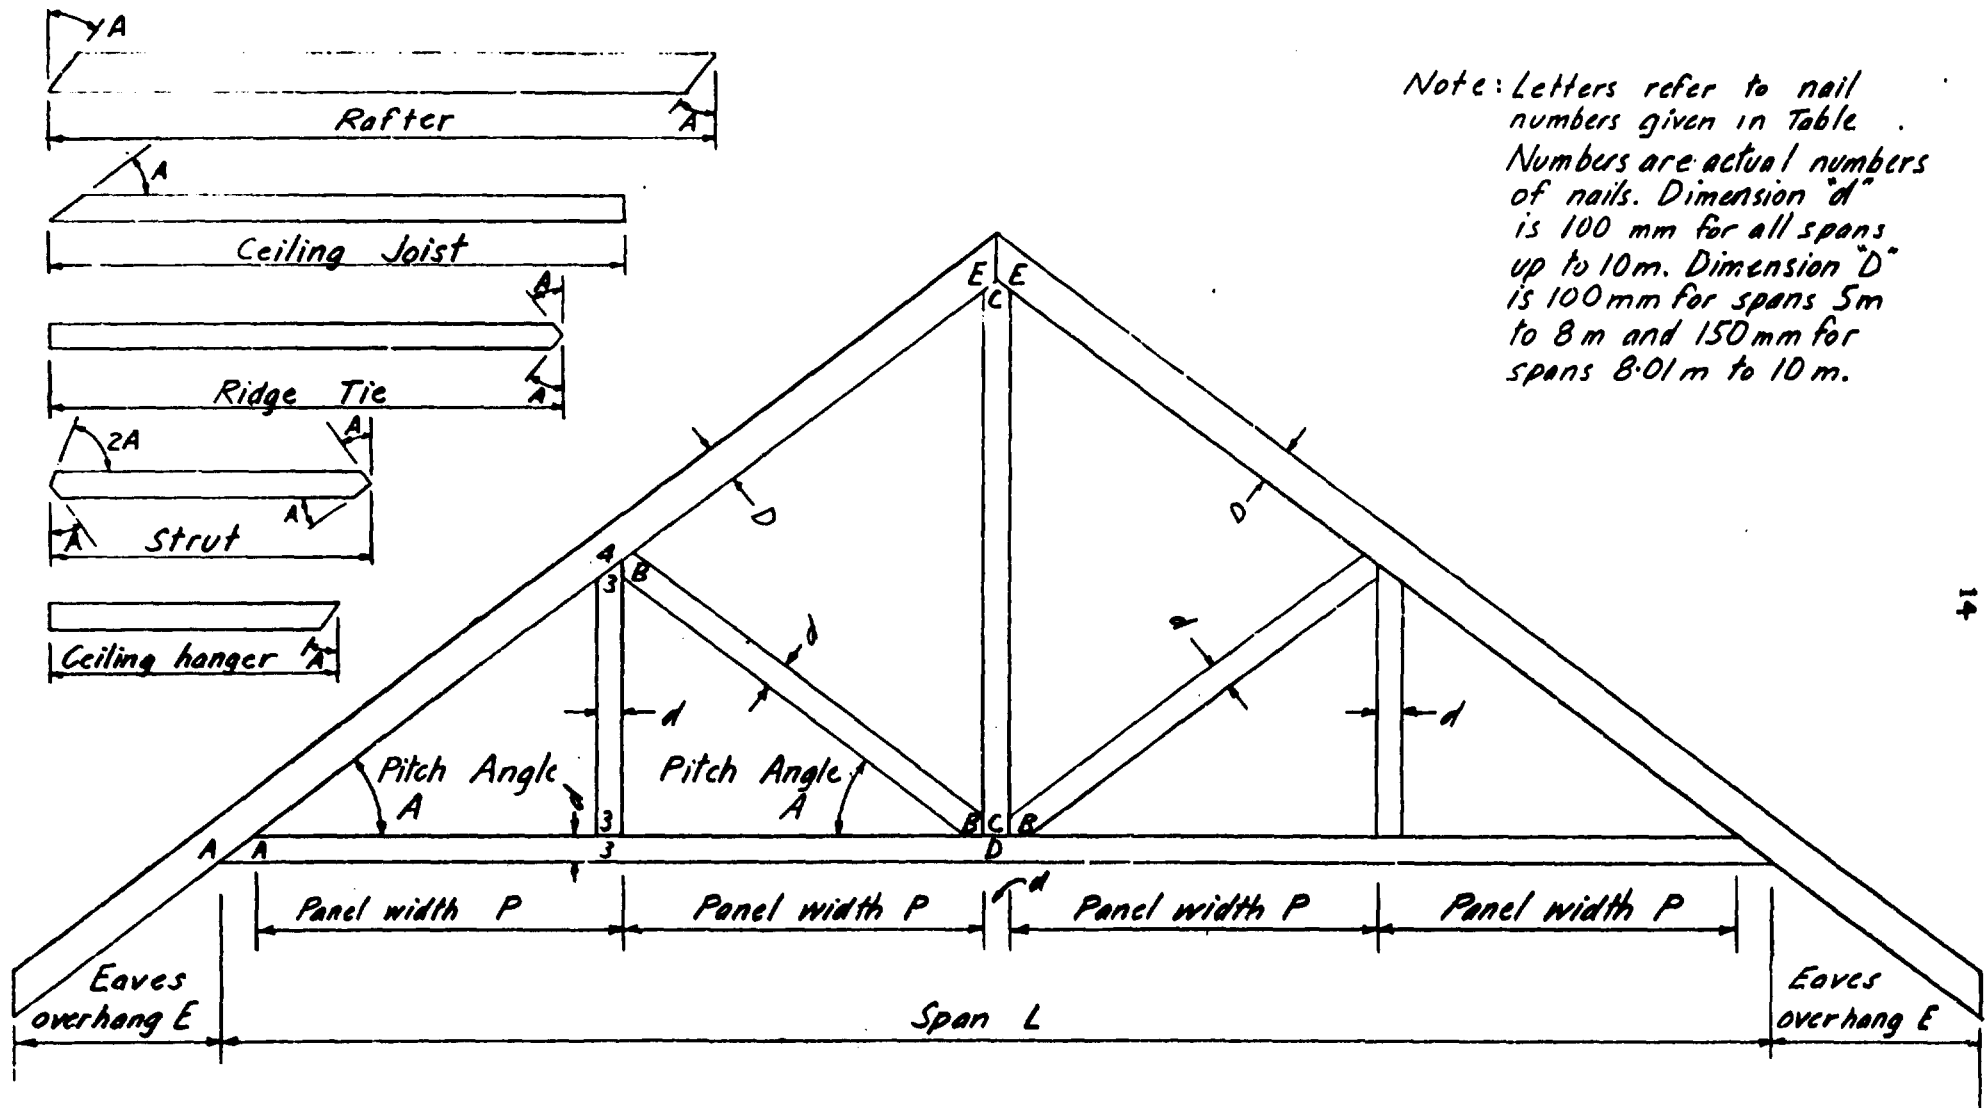 A
A
Rafter
A
Ceiling Joist
A
A
Ridge Tie
2A
A
A
A
Strut
A
Ceiling hanger
Note: Letters refer to nail
numbers given in Table .
Numbers are actual numbers
of nails. Dimension "d"
is 100 mm for all spans
up to 10m. Dimension "D"
is 100mm for spans 5m
to 8m and 150mm for
spans 8.01m to 10m.
14
E E
C
D
D
4
3 B
d
d
d
d
Pitch Angle
A
Pitch Angle
A
d
3
B C B
A A
3
D
d
Panel width P
Panel width P
Panel width P
Panel width P
Eaves
overhang E
Span L
Eaves
overhang E